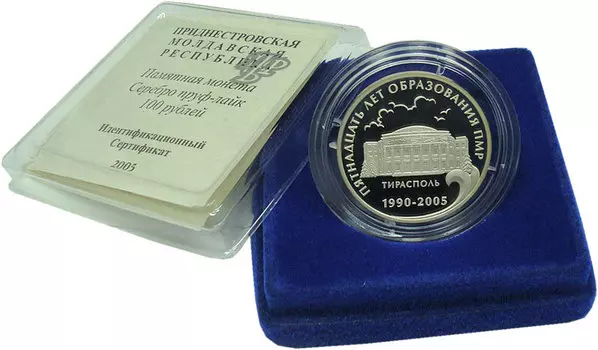 ПРИДНЕСТРОВСКАЯ
МОЛДАВСКАЯ
РЕСПУБЛИКА
Памятная монета
Серебро пруф-лайк
100 рублей
Идентификационный
Сертификат
2005
ПЯТНАДЦАТЬ ЛЕТ ОБРАЗОВАНИЯ ПМР
ТИРАСПОЛЬ
1990-2005